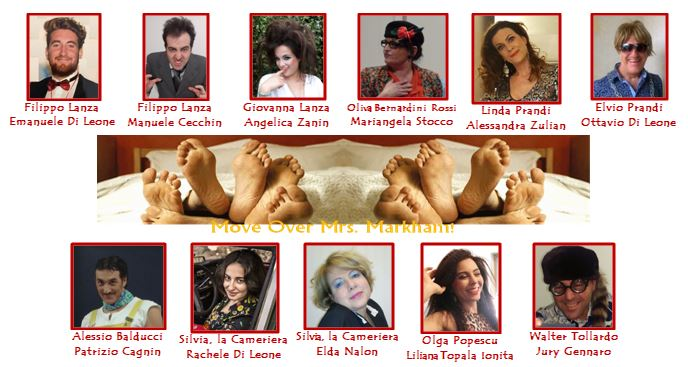 Filippo Lanza
Emanuele Di Leone
Filippo Lanza
Manuele Cecchin
Giovanna Lanza
Angelica Zanin
Oliva Bernardini Rossi
Mariangela Stocco
Linda Prandi
Alessandra Zulian
Elvio Prandi
Ottavio Di Leone
Move Over Mrs. Markham!
Alessio Balducci
Patrizio Cagnin
Silvia, la Cameriera
Rachele Di Leone
Silvia, la Cameriera
Elda Nalon
Olga Popescu
Liliana Topala Ionita
Walter Tollardo
Jury Gennaro